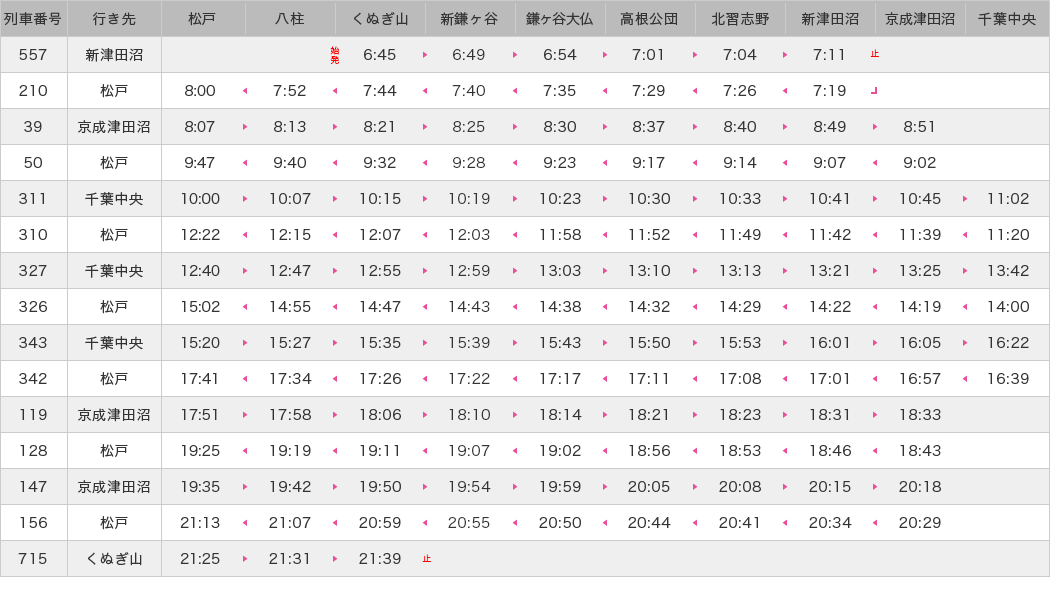 列車番号 行き先 松戸 八柱 くぬぎ山 新鎌ヶ谷 鎌ヶ谷大仏 高根公団 北習志野 新津田沼 京成津田沼 千葉中央
557 新津田沼 始発 6:45 6:49 6:54 7:01 7:04 7:11 止
210 松戸 8:00 7:52 7:44 7:40 7:35 7:29 7:26 7:19
39 京成津田沼 8:07 8:13 8:21 8:25 8:30 8:37 8:40 8:49 8:51
50 松戸 9:47 9:40 9:32 9:28 9:23 9:17 9:14 9:07 9:02
311 千葉中央 10:00 10:07 10:15 10:19 10:23 10:30 10:33 10:41 10:45 11:02
310 松戸 12:22 12:15 12:07 12:03 11:58 11:52 11:49 11:42 11:39 11:20
327 千葉中央 12:40 12:47 12:55 12:59 13:03 13:10 13:13 13:21 13:25 13:42
326 松戸 15:02 14:55 14:47 14:43 14:38 14:32 14:29 14:22 14:19 14:00
343 千葉中央 15:20 15:27 15:35 15:39 15:43 15:50 15:53 16:01 16:05 16:22
342 松戸 17:41 17:34 17:26 17:22 17:17 17:11 17:08 17:01 16:57 16:39
119 京成津田沼 17:51 17:58 18:06 18:10 18:14 18:21 18:23 18:31 18:33
128 松戸 19:25 19:19 19:11 19:07 19:02 18:56 18:53 18:46 18:43
147 京成津田沼 19:35 19:42 19:50 19:54 19:59 20:05 20:08 20:15 20:18
156 松戸 21:13 21:07 20:59 20:55 20:50 20:44 20:41 20:34 20:29
715 くぬぎ山 21:25 21:31 21:39 止